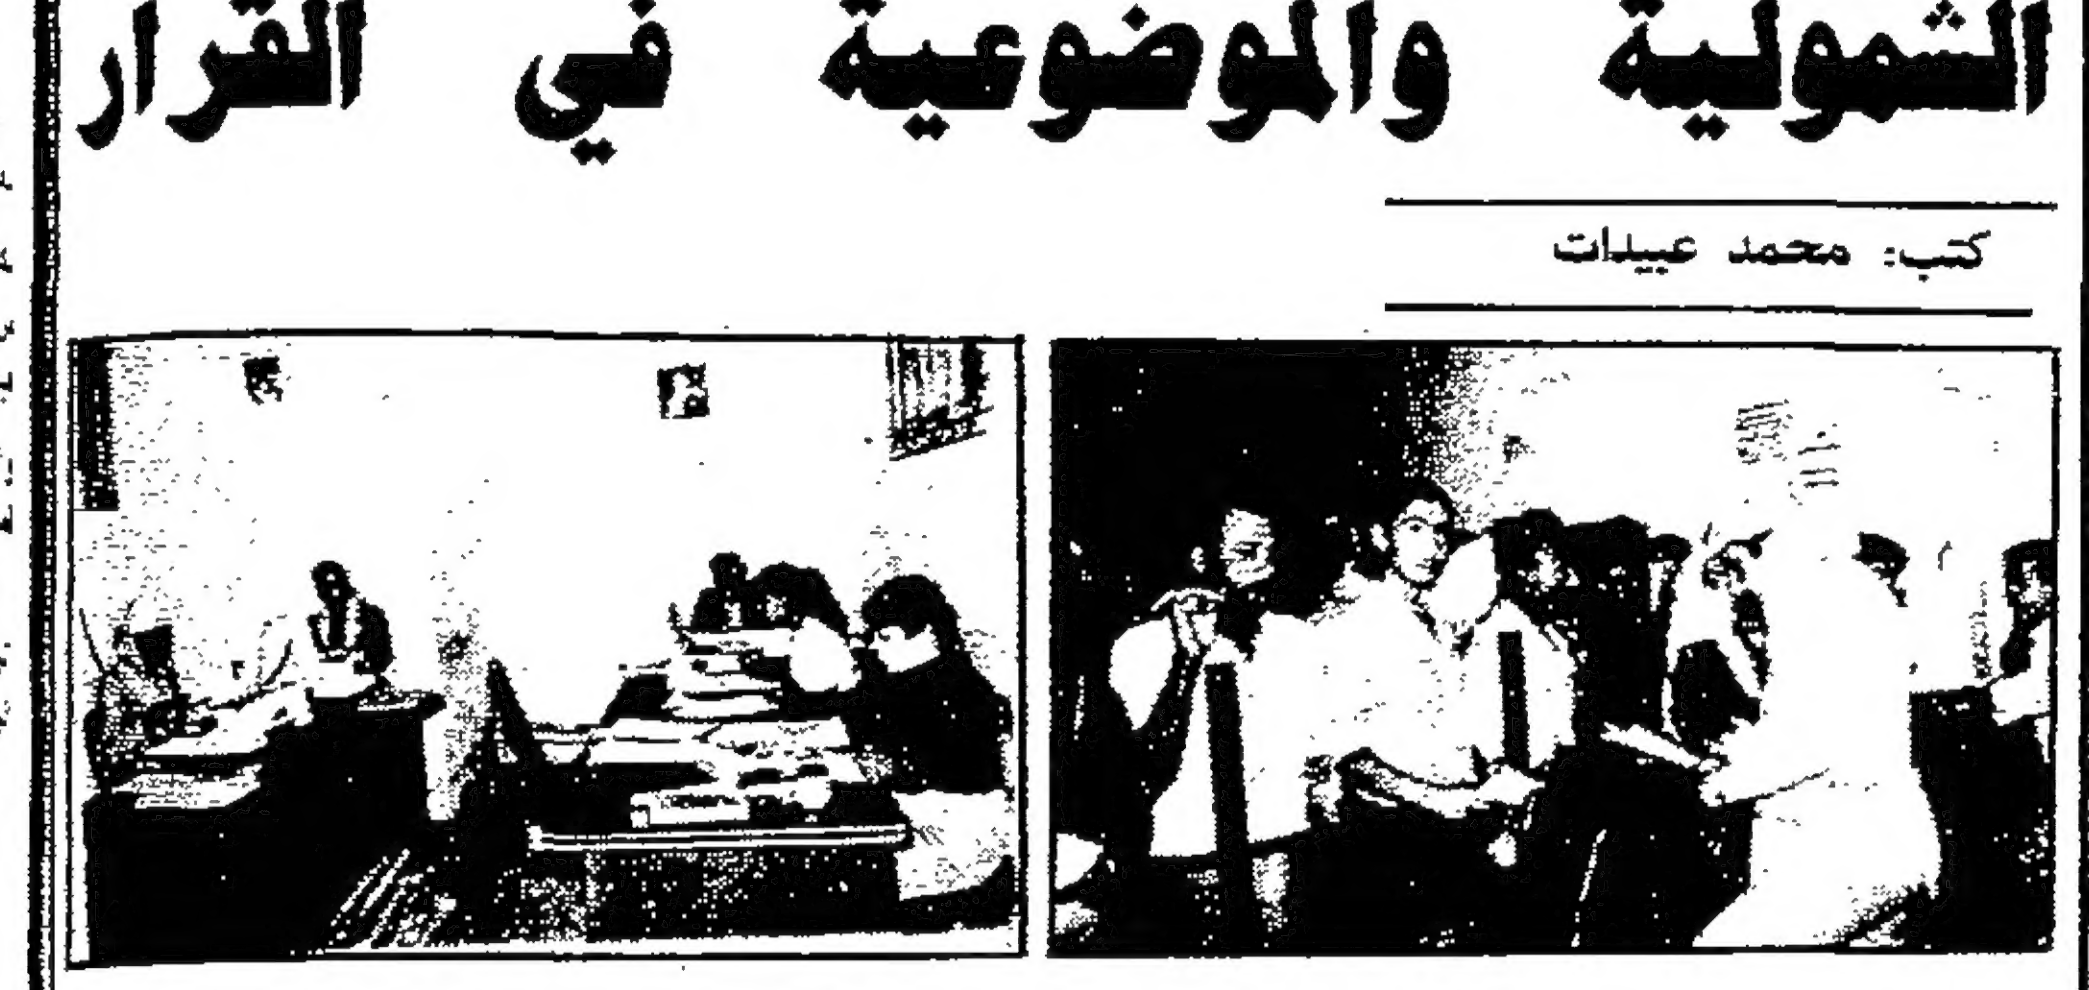 الشمولية والموضوعية في القرار
كتب: محمد عبيدات